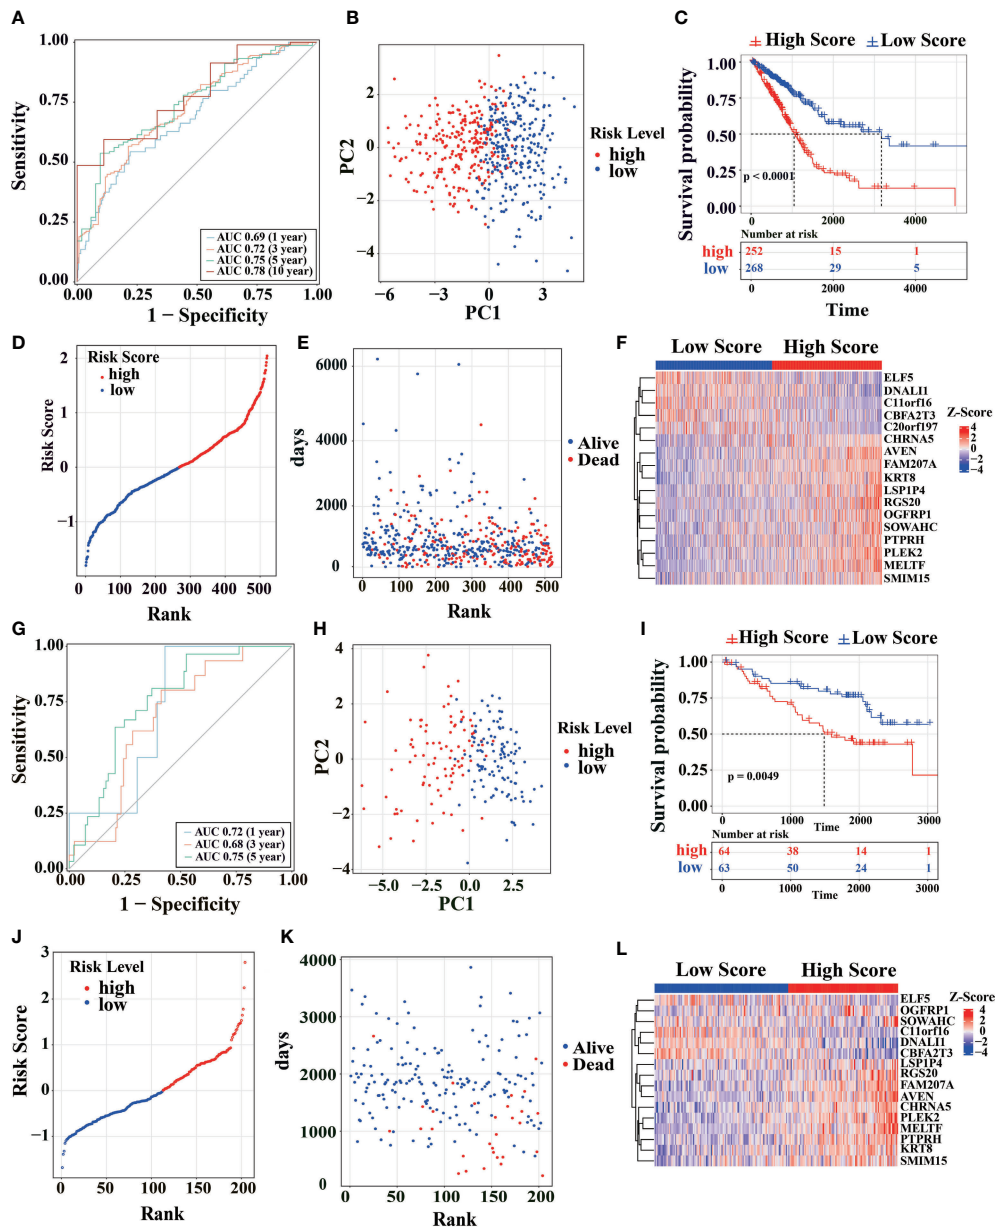 A
Sensitivity
1.00
0.75
0.50
0.25
0.00
AUC 0.69 (1 year)
AUC 0.72 (3 year)
AUC 0.75 (5 year)
AUC 0.78 (10 year)
0.00 0.25 0.50 0.75 1.00
1 − Specificity
B
PC2
2
0
−2
−4
−6 −3 0 3
PC1
Risk Level
high
low
C
High Score Low Score
Survival probability
1.00
0.75
0.50
0.25
0.00
p < 0.0001
2000 4000
Number at risk
high 252 15 1
low 268 29 5
0 2000 4000
Time
D
Risk Score
2
1
0
−1
Risk Score
high
low
0 100 200 300 400 500
Rank
E
days
6000
4000
2000
0
0 100 200 300 400 500
Rank
Alive
Dead
F
Low Score High Score
ELF5
DNALI1
C11orf16
CBFA2T3
C20orf197
CHRNA5
AVEN
FAM207A
KRT8
LSP1P4
RGS20
OGFRP1
SOWAHC
PTPRH
PLEK2
MELTF
SMIM15
Z-Score
4
2
0
−2
−4
G
Sensitivity
1.00
0.75
0.50
0.25
0.00
AUC 0.72 (1 year)
AUC 0.68 (3 year)
AUC 0.75 (5 year)
0.00 0.25 0.50 0.75 1.00
1 − Specificity
H
PC2
4
2
0
−2
−4
−5.0 −2.5 0.0 2.5
PC1
Risk Level
high
low
I
High Score Low Score
Survival probability
1.00
0.75
0.50
0.25
0.00
p = 0.0049
0 1000 2000 3000
Number at risk Time
high 64 38 14 1
low 63 50 24 1
0 1000 2000 3000
Time
J
Risk Score
3
2
1
0
−1
Risk Level
high
low
0 50 100 150 200
Rank
K
days
4000
3000
2000
1000
0
0 50 100 150 200
Rank
Alive
Dead
L
Low Score High Score
ELF5
OGFRP1
SOWAHC
C11orf16
DNALI1
CBFA2T3
LSP1P4
RGS20
FAM207A
AVEN
CHRNA5
PLEK2
MELTF
PTPRH
KRT8
SMIM15
Z-Score
4
2
0
−2
−4